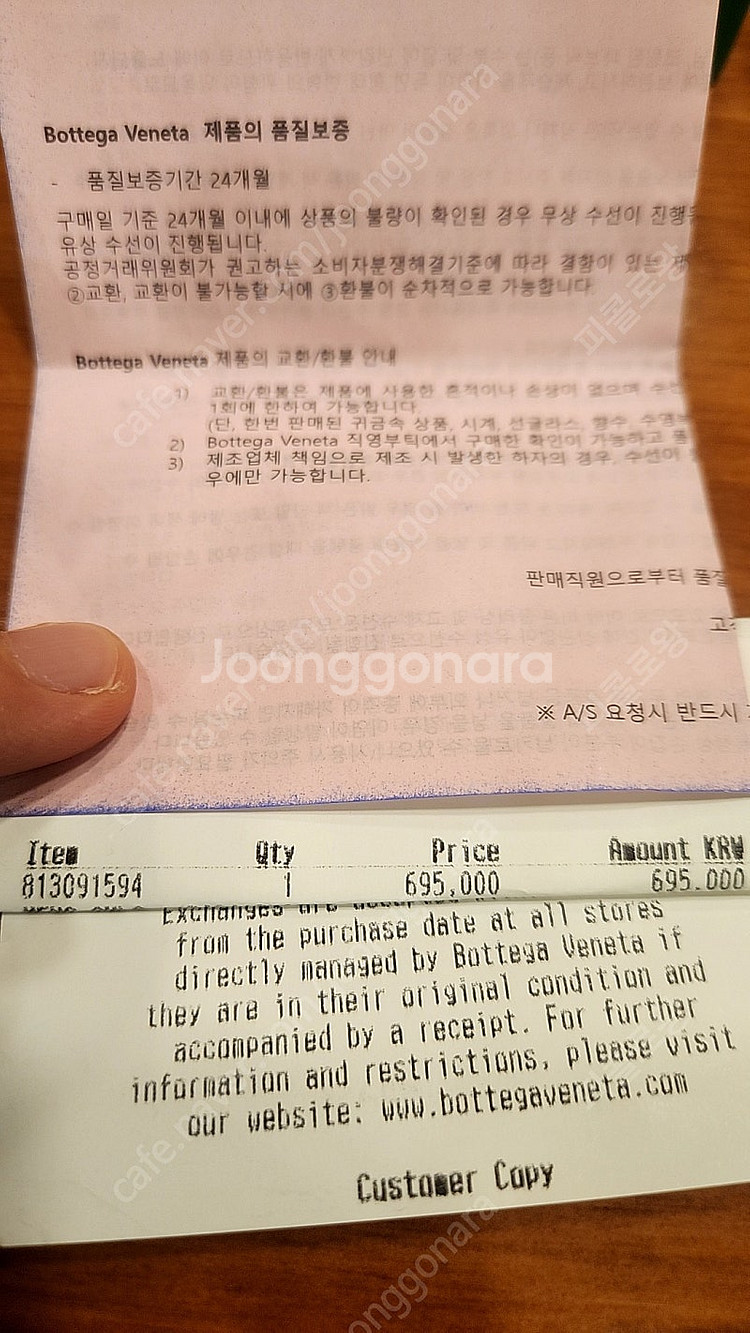 Bottega Veneta 제품의 품질보증
- 품질보증기간 24개월
구매일 기준 24개월 이내에 상품의 불량이 확인된 경우 무상 수선이 진행
유상 수선이 진행됩니다.
공정거래위원회가 권고하는 소비자분쟁해결기준에 따라 결함이 있는 제
②교환, 교환이 불가능할 시에 ③환불이 순차적으로 가능합니다.
Bottega Veneta 제품의 교환/환불 안내
1) 교환/환불은 제품에 사용한 흔적이나 손상이 없으며 수
1회에 한하여 가능합니다.
(단, 한번 판매된 귀금속 상품, 시계, 선글라스, 향수, 수영
2) Bottega Veneta 직영부틱에서 구매한 확인이 가능하고 품
3) 제조업체 책임으로 제조 시 발생한 하자의 경우, 수선이
우에만 가능합니다.
판매직원으로부터 품질
고
Joonggonara
※ A/S 요청시 반드시
Item Qty Price Amount KRW
813091594 1 695,000 695.000
Exchanges are
from the purchase date at all stores
directly managed by Bottega Veneta if
they are in their original condition and
accompanied by a receipt. For further
information and restrictions, please visit
our website: www.bottegaveneta.com
Customer Copy